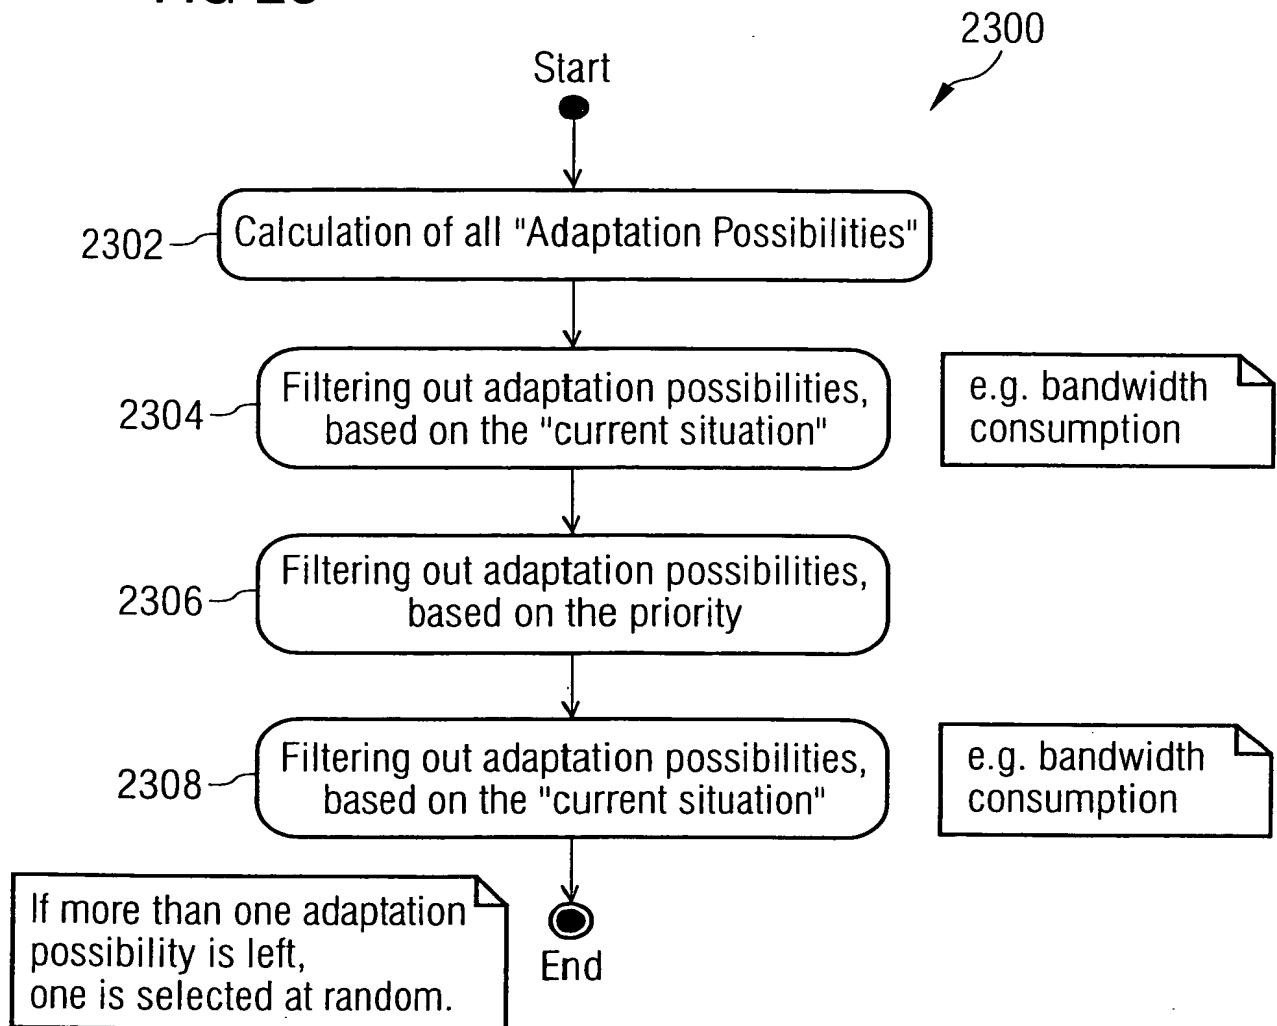 2300
Start
2302
Calculation of all "Adaptation Possibilities"
2304
Filtering out adaptation possibilities,
based on the "current situation"
e.g. bandwidth
consumption
2306
Filtering out adaptation possibilities,
based on the priority
2308
Filtering out adaptation possibilities,
based on the "current situation"
e.g. bandwidth
consumption
If more than one adaptation
possibility is left,
one is selected at random.
End